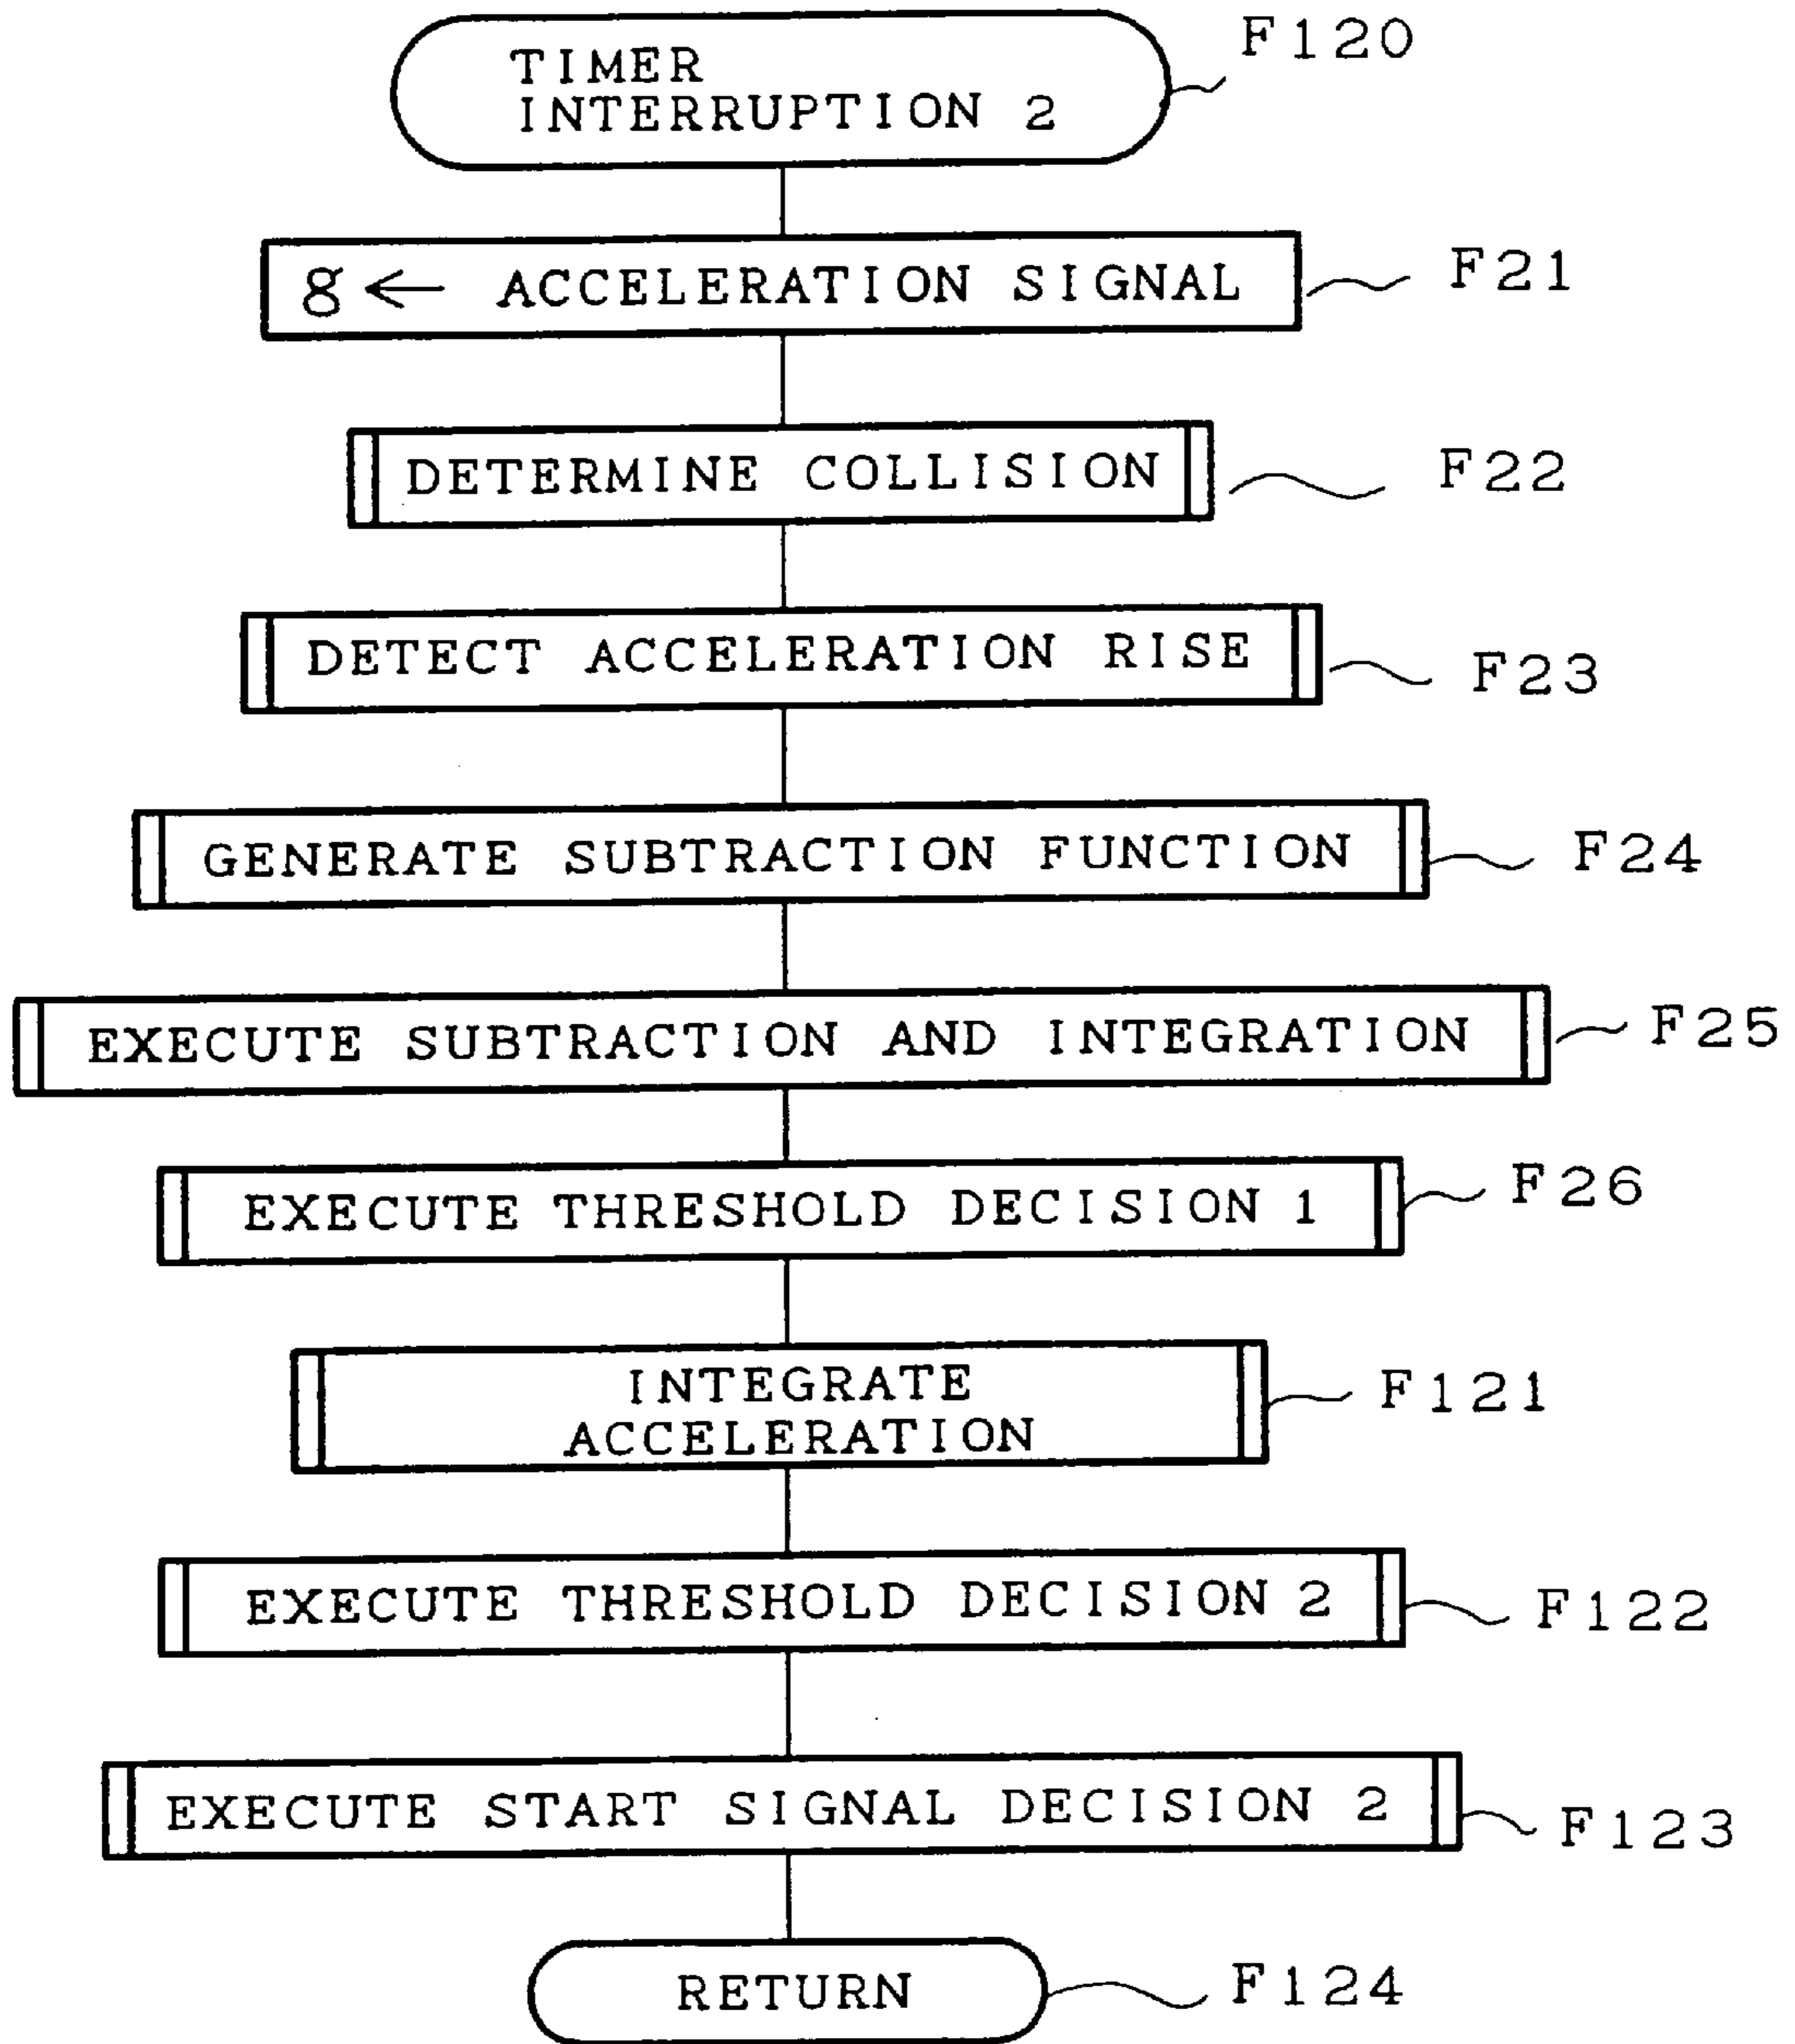 TIMER
INTERRUPTION 2
F120
g ← ACCELERATION SIGNAL
F21
DETERMINE COLLISION
F22
DETECT ACCELERATION RISE
F23
GENERATE SUBTRACTION FUNCTION
F24
EXECUTE SUBTRACTION AND INTEGRATION
F25
EXECUTE THRESHOLD DECISION 1
F26
INTEGRATE
ACCELERATION
F121
EXECUTE THRESHOLD DECISION 2
F122
EXECUTE START SIGNAL DECISION 2
F123
RETURN
F124